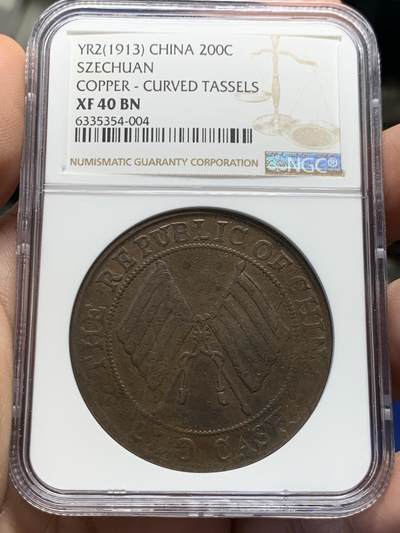 YR2(1913) CHINA 200C
SZECHUAN
COPPER - CURVED TASSELS
XF 40 BN
6335354-004
NUMISMATIC GUARANTY CORPORATION
NGC®
THE REPUBLIC OF CHIN
CASH